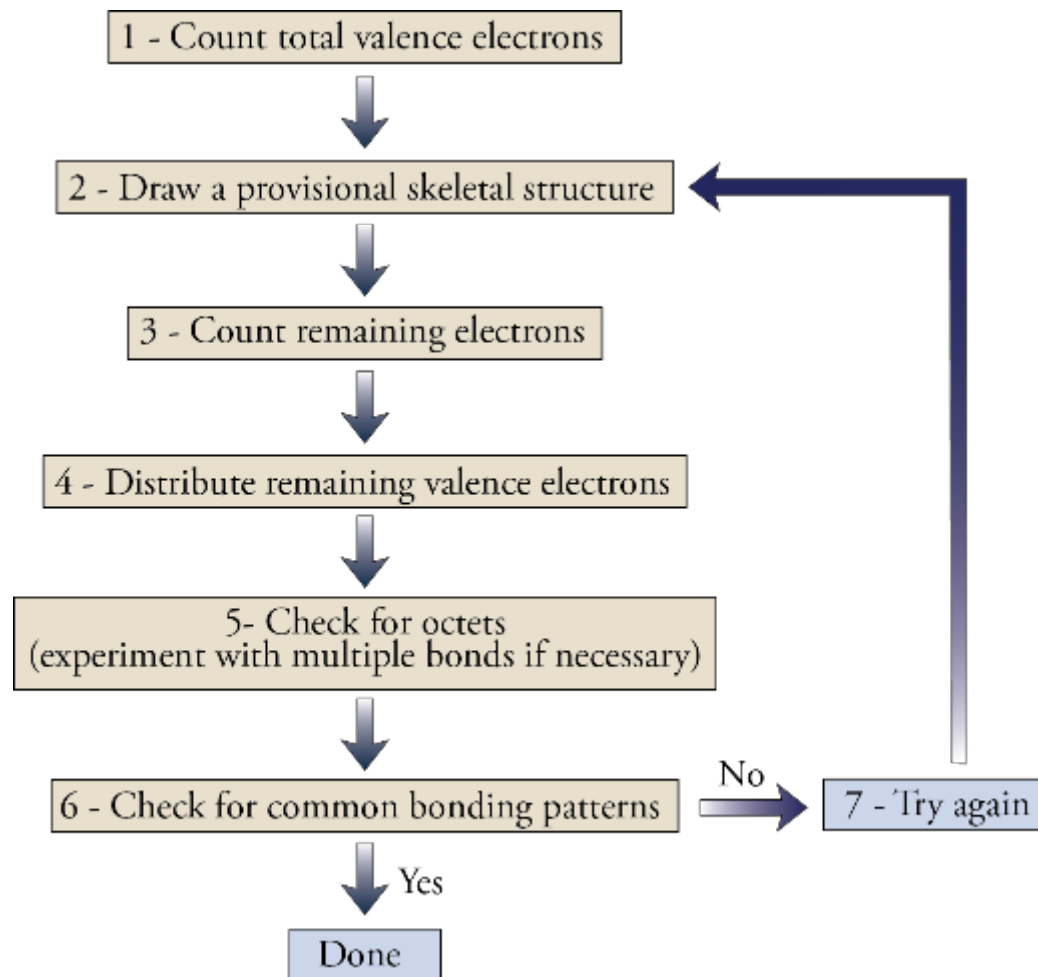 1 - Count total valence electrons
2 - Draw a provisional skeletal structure
3 - Count remaining electrons
4 - Distribute remaining valence electrons
5- Check for octets
(experiment with multiple bonds if necessary)
6 - Check for common bonding patterns
No
7 - Try again
Yes
Done